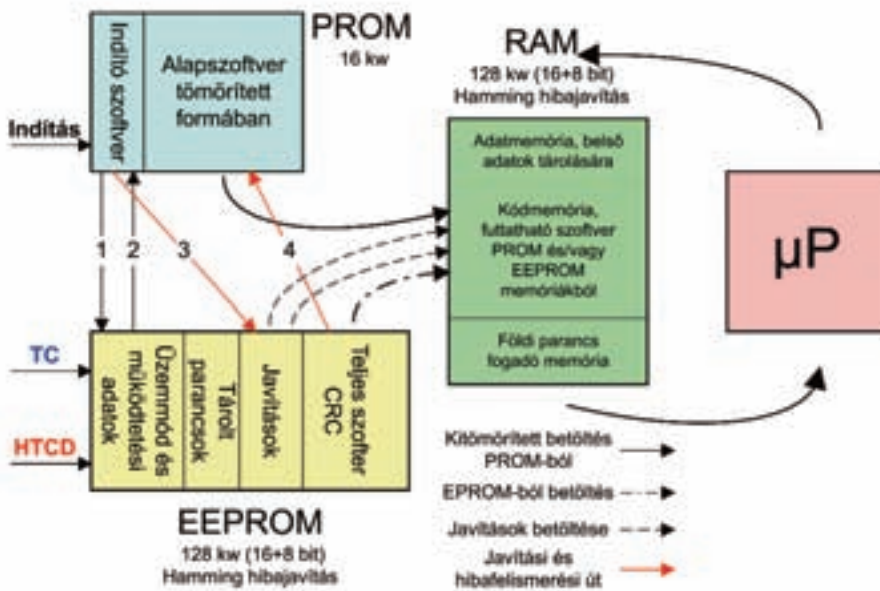 PROM
16 kw
Indító szoftver
Alapszoftver
tömörített
formában
Indítás
1
2
3
4
RAM
128 kw (16+8 bit)
Hamming hibajavítás
Adatmemória, belső
adatok tárolására
Kódmemória,
futtatható szoftver
PROM és/vagy
EEPROM
memóriákból
Földi parancs
fogadó memória
µP
TC
HTCD
Üzemmód és
működtetési
adatok
Tárolt
parancsok
Javítások
Teljes szofter
CRC
EEPROM
128 kw (16+8 bit)
Hamming hibajavítás
Kitömörített betöltés
PROM-ból
EPROM-ból betöltés
Javítások betöltése
Javítási és
hibafelismerési út